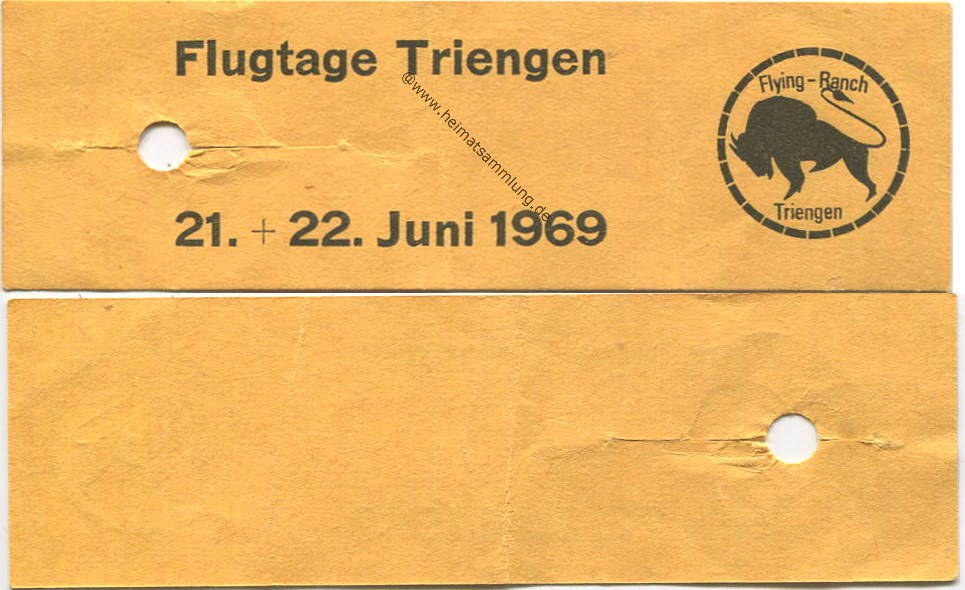 Flugtage Triengen
@www.heimatsammlung.de
21. + 22. Juni 1969
Flying-Ranch
Triengen